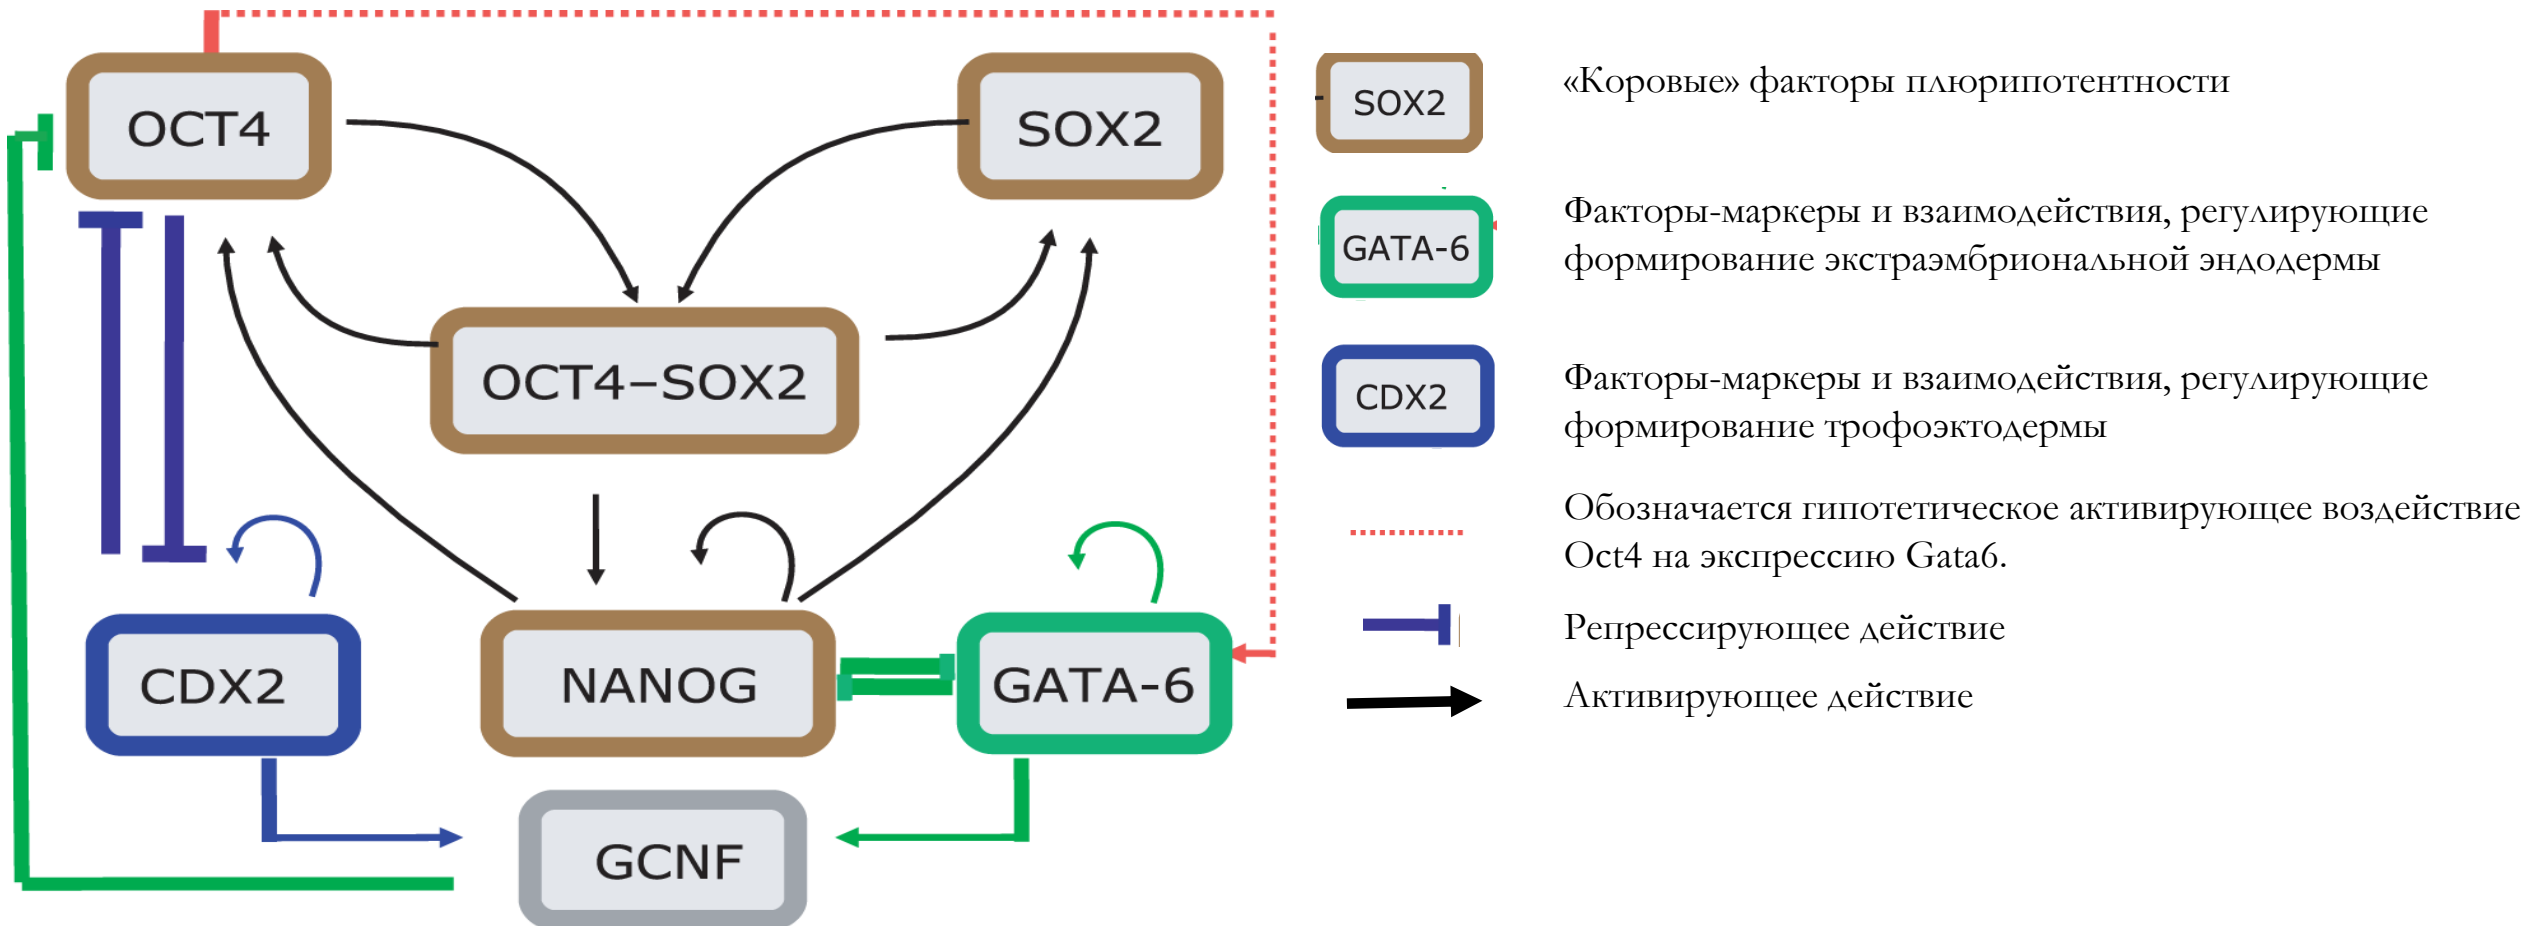 OCT4
SOX2
OCT4–SOX2
CDX2
NANOG
GATA-6
GCNF
SOX2
«Коровые» факторы плюрипотентности
GATA-6
Факторы-маркеры и взаимодействия, регулирующие
формирование экстраэмбриональной эндодермы
CDX2
Факторы-маркеры и взаимодействия, регулирующие
формирование трофоэктодермы
Обозначается гипотетическое активирующее воздействие
Oct4 на экспрессию Gata6.
Репрессирующее действие
Активирующее действие